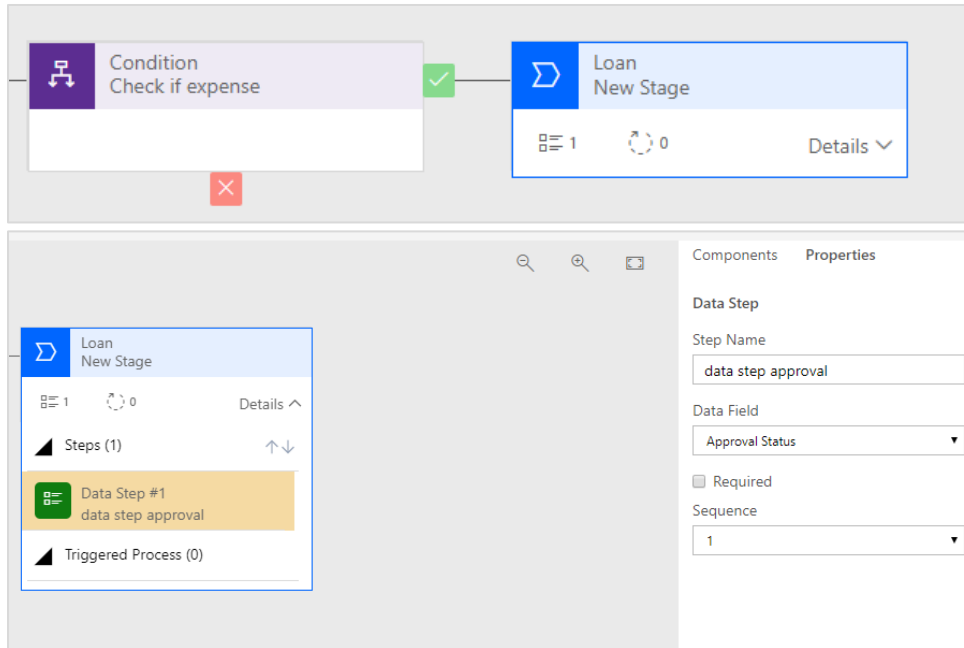 Condition
Check if expense
Loan
New Stage
1
0
Details
Loan
New Stage
1
0
Details
Steps (1)
Data Step #1
data step approval
Triggered Process (0)
Components Properties
Data Step
Step Name
data step approval
Data Field
Approval Status
Required
Sequence
1